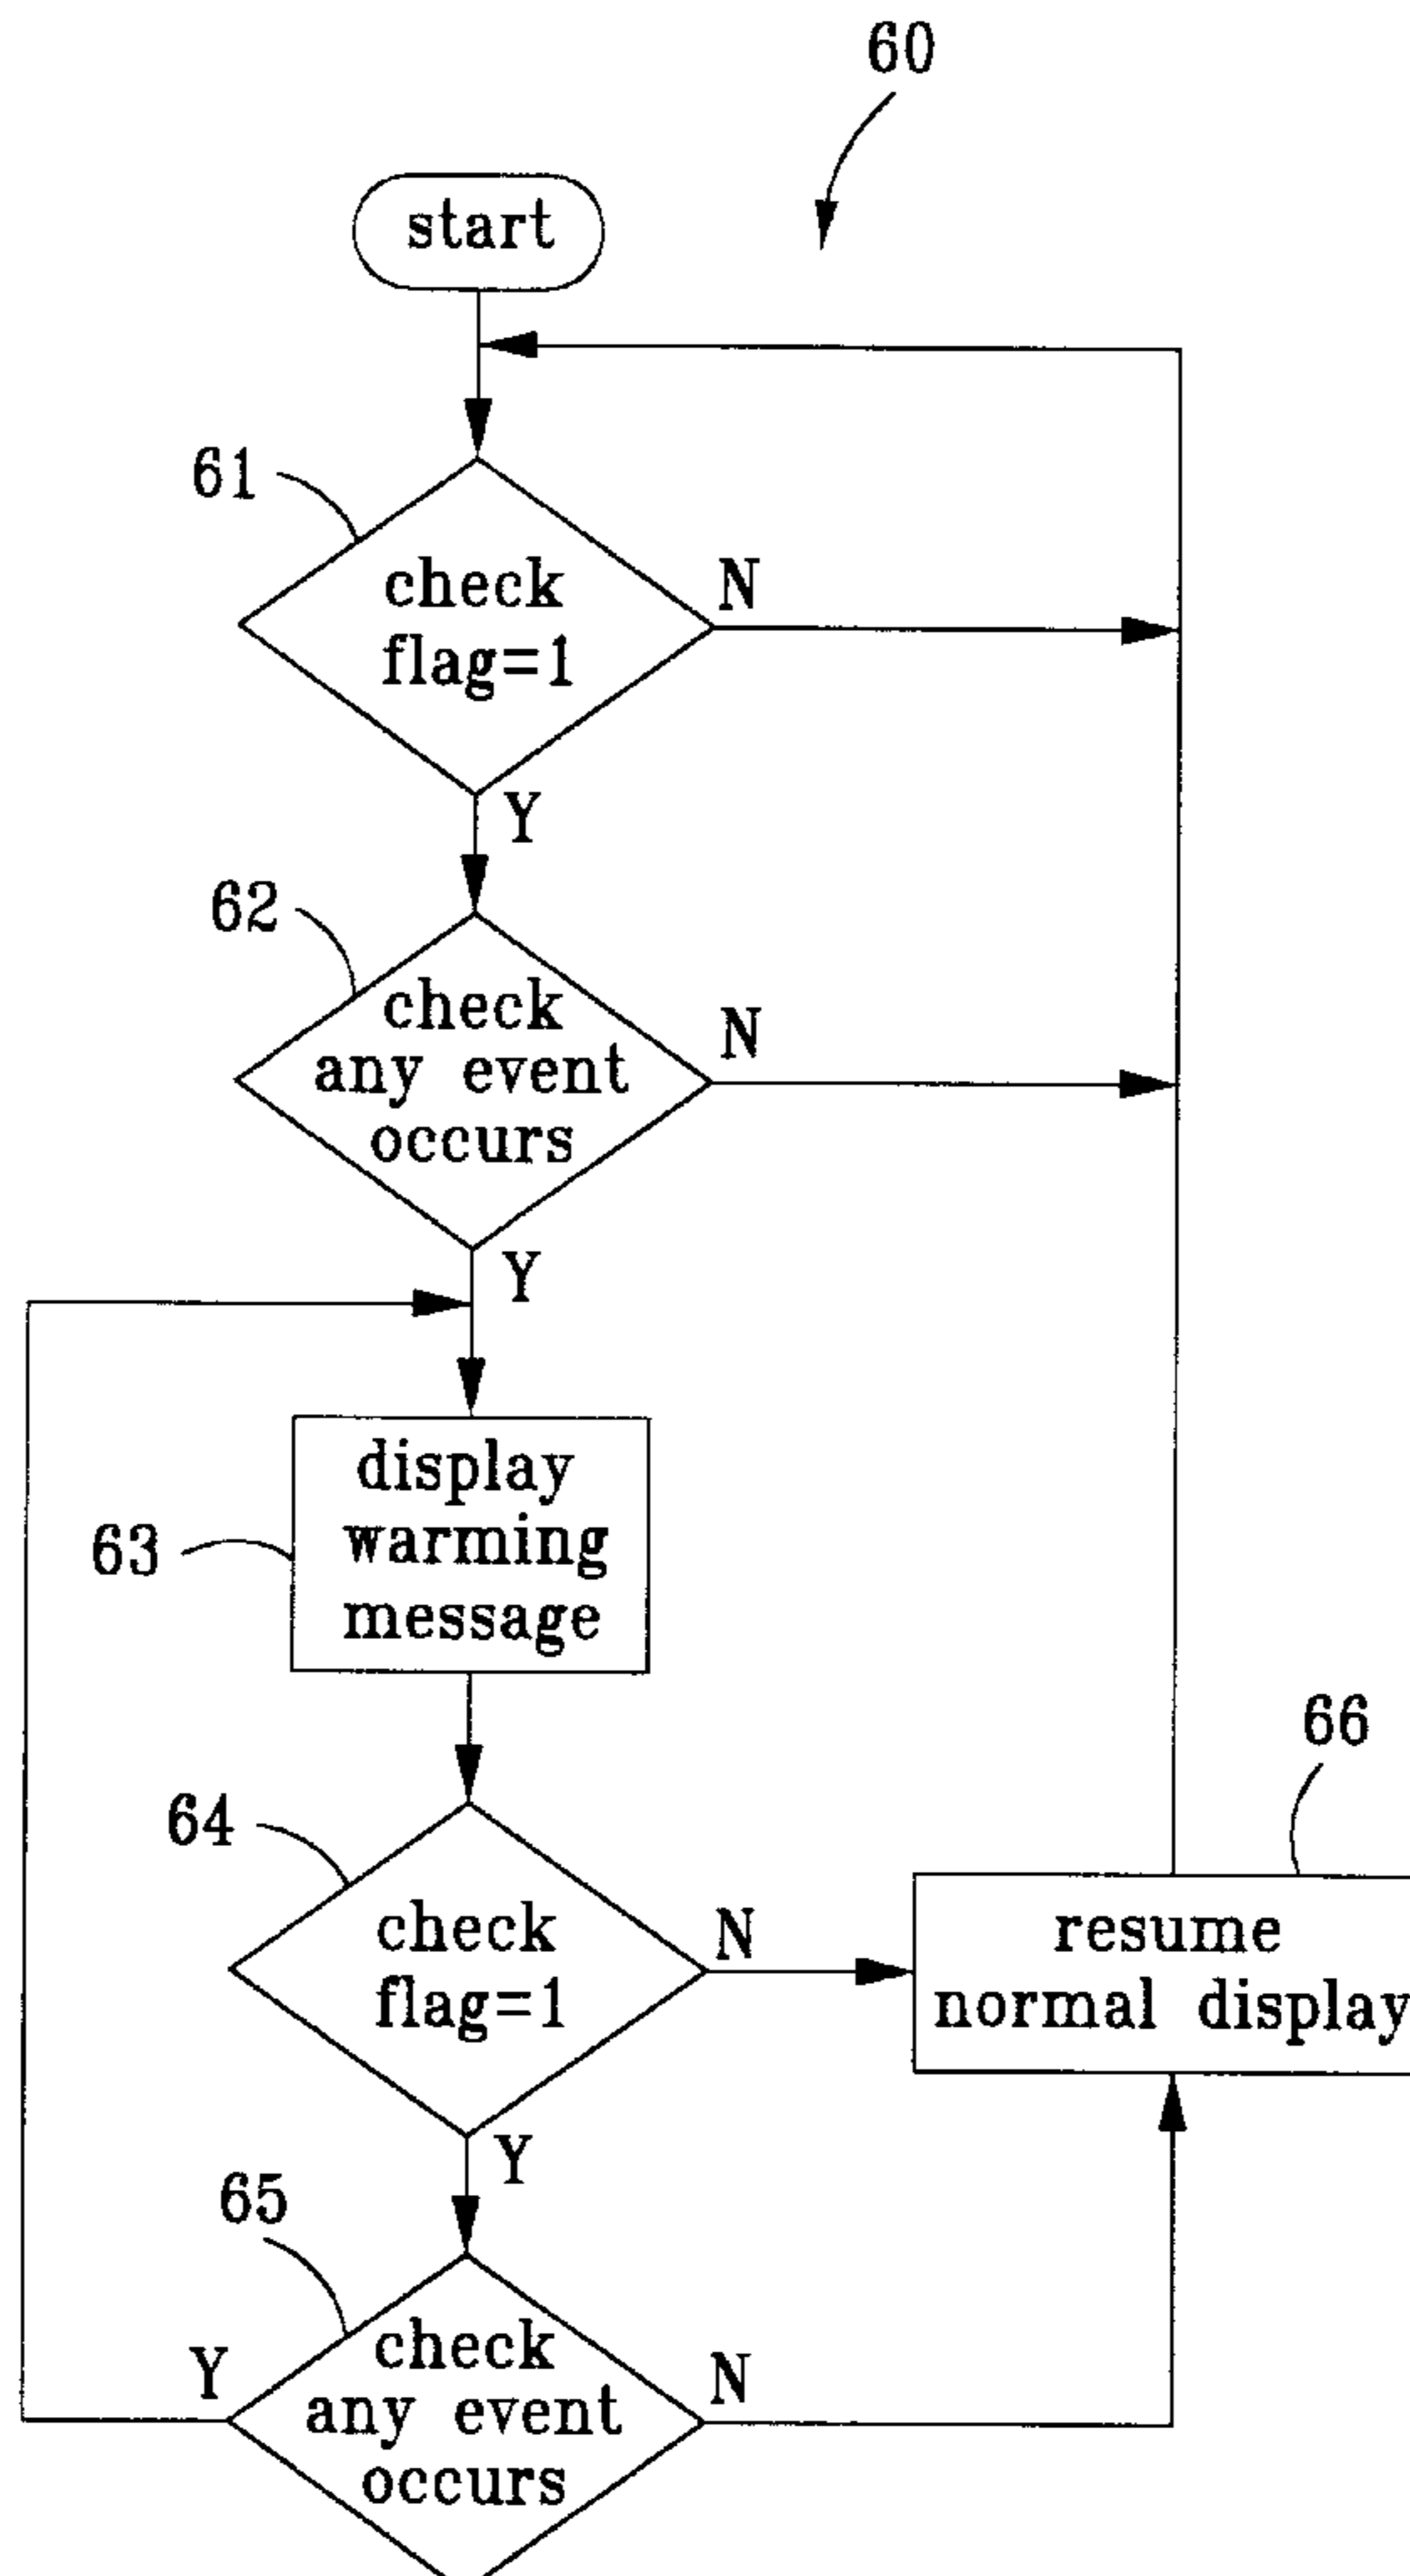 60
start
61
check
flag=1
N
Y
62
check
any event
occurs
N
Y
display
warming
message
63
66
64
check
flag=1
N
resume
normal display
Y
65
check
any event
occurs
Y
N